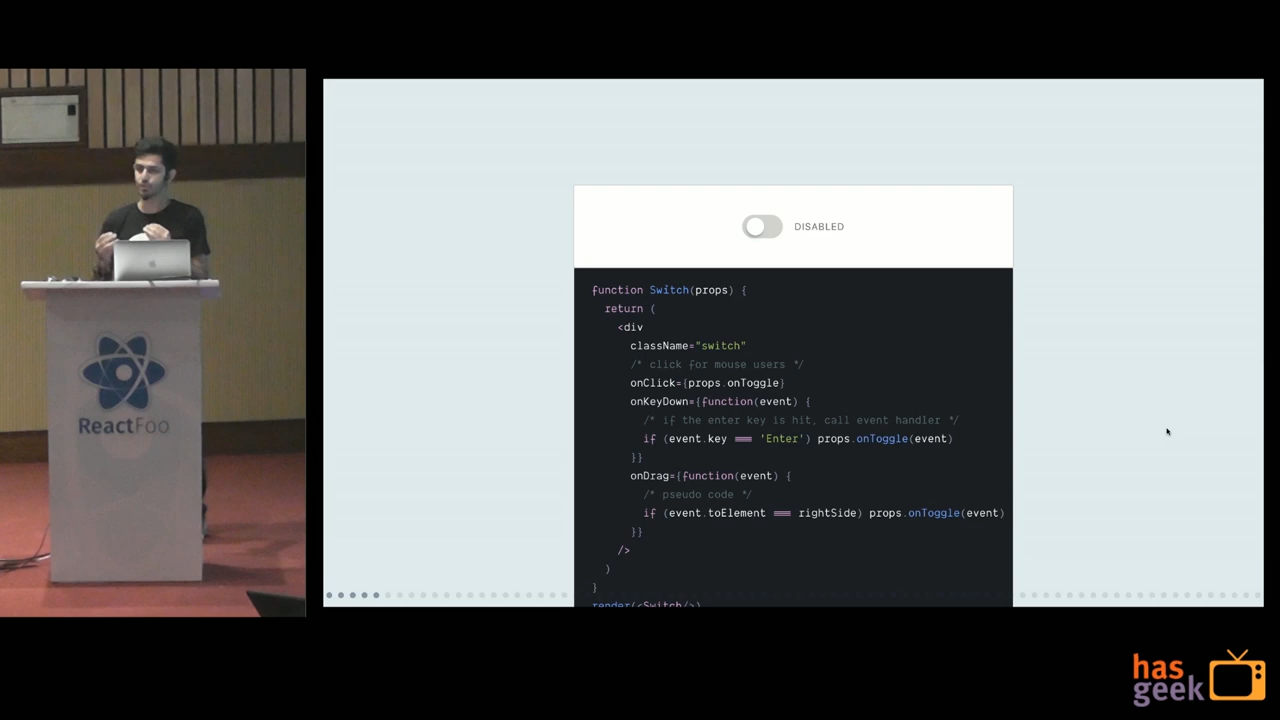 DISABLED
function Switch(props) {
return (
<div
className="switch"
/* click for mouse users */
onClick={props.onToggle}
onKeyDown={function(event) {
/* if the enter key is hit, call event handler */
if (event.key === 'Enter') props.onToggle(event)
}}
onDrag={function(event) {
/* pseudo code */
if (event.toElement === rightSide) props.onToggle(event)
}}
/>
)
}
render(<Switch/>)
ReactFoo
has
geek